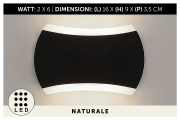 WATT: 2 X 6 | DIMENSIONI: (L) 16 X (H) 9 X (P) 3,5 CM
LED
NATURALE